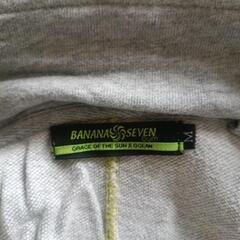 BANANA SEVEN
GRACE OF THE SUN & OCEAN
M